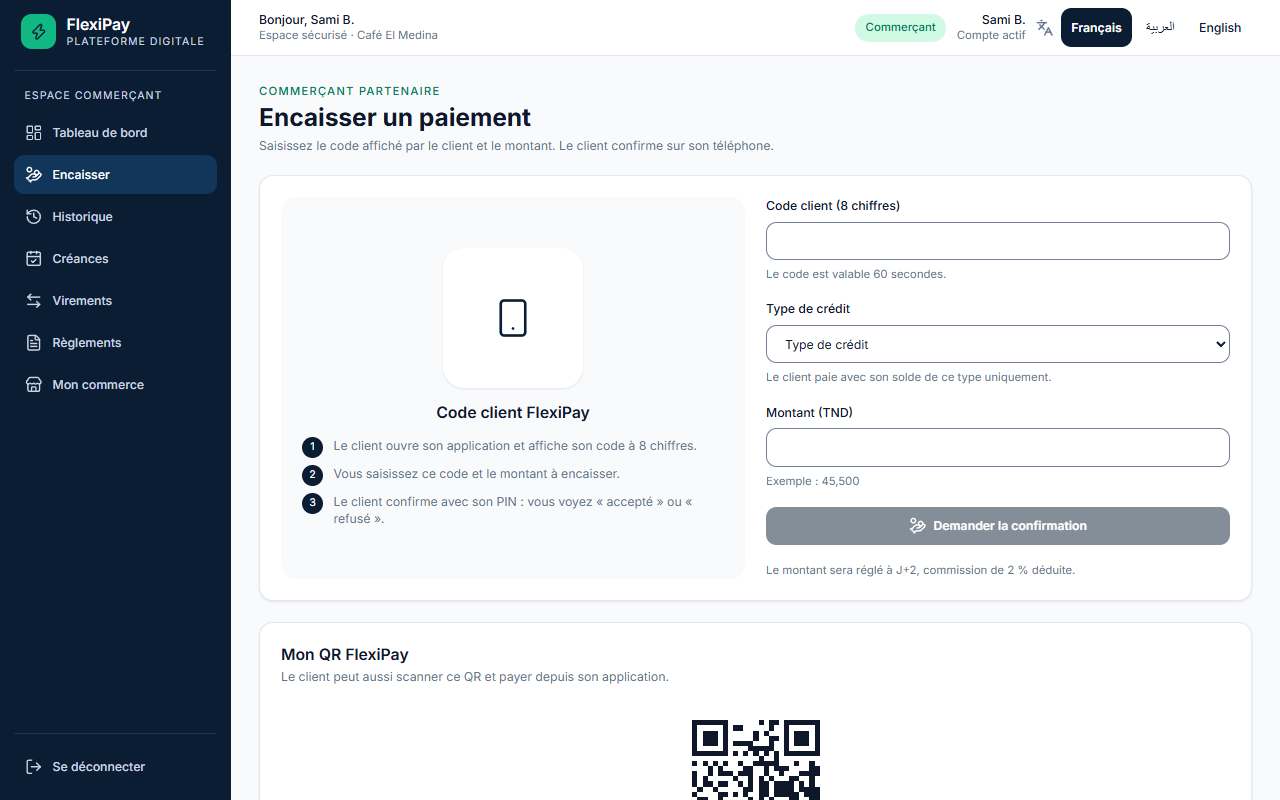 FlexiPay
PLATEFORME DIGITALE
ESPACE COMMERÇANT
Tableau de bord
Encaisser
Historique
Créances
Virements
Règlements
Mon commerce
Se déconnecter
Bonjour, Sami B.
Espace sécurisé · Café El Medina
Commerçant
Sami B.
Compte actif
Français
العربية
English
COMMERÇANT PARTENAIRE
Encaisser un paiement
Saisissez le code affiché par le client et le montant. Le client confirme sur son téléphone.
Code client FlexiPay
1 Le client ouvre son application et affiche son code à 8 chiffres.
2 Vous saisissez ce code et le montant à encaisser.
3 Le client confirme avec son PIN : vous voyez « accepté » ou «
refusé ».
Code client (8 chiffres)
Le code est valable 60 secondes.
Type de crédit
Type de crédit
Le client paie avec son solde de ce type uniquement.
Montant (TND)
Exemple : 45,500
Demander la confirmation
Le montant sera réglé à J+2, commission de 2 % déduite.
Mon QR FlexiPay
Le client peut aussi scanner ce QR et payer depuis son application.